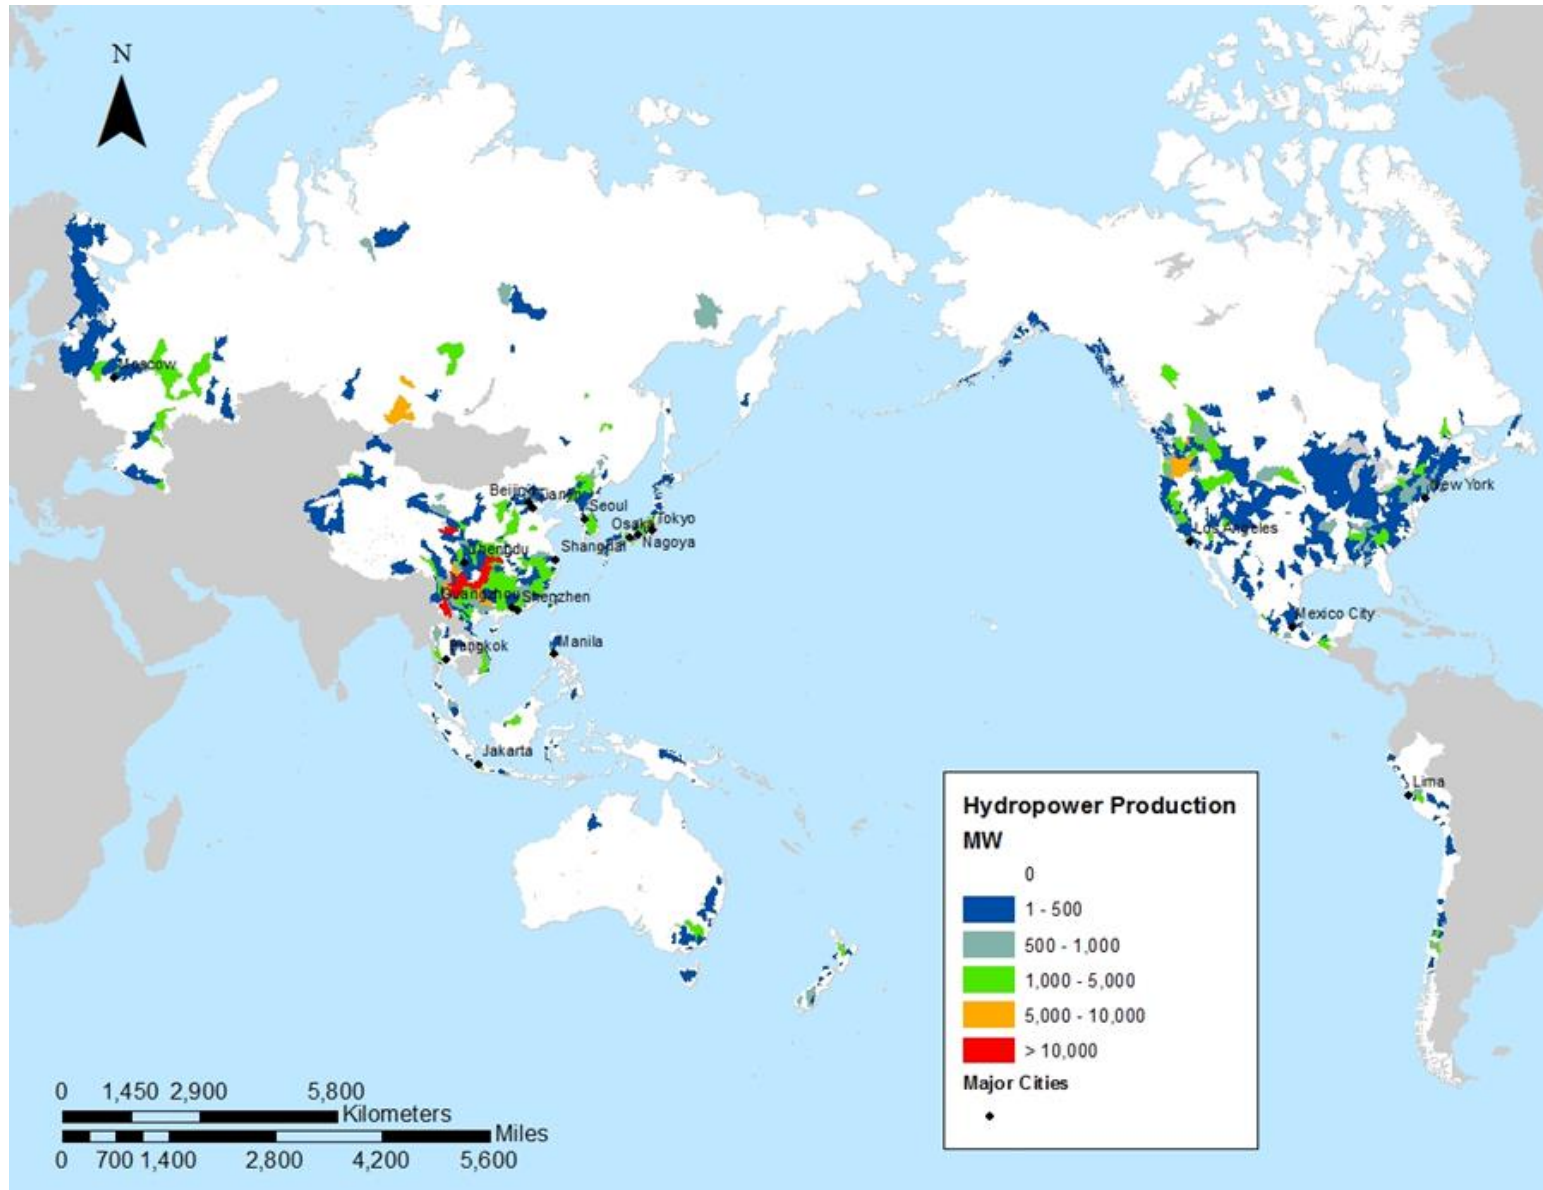 N
Moscow
Beijing
Tianjin
Seoul
Tokyo
Osaka
Nagoya
Shanghai
Chengdu
Guangzhou
Shenzhen
Bangkok
Manila
Jakarta
New York
Los Angeles
Mexico City
Lima
Hydropower Production
MW
0
1 - 500
500 - 1,000
1,000 - 5,000
5,000 - 10,000
> 10,000
Major Cities
0 1,450 2,900 5,800
Kilometers
Miles
0 700 1,400 2,800 4,200 5,600